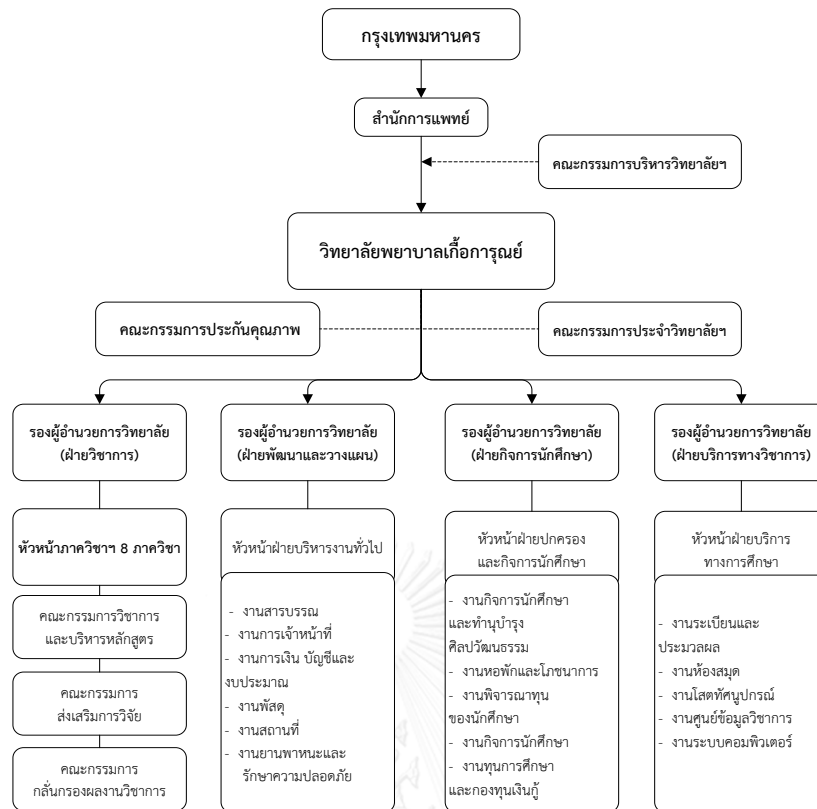 กรุงเทพมหานคร
สำนักการแพทย์
คณะกรรมการบริหารวิทยาลัยฯ
วิทยาลัยพยาบาลเกื้อการุณย์
คณะกรรมการประกันคุณภาพ
คณะกรรมการประจำวิทยาลัยฯ
รองผู้อำนวยการวิทยาลัย
(ฝ่ายวิชาการ)
รองผู้อำนวยการวิทยาลัย
(ฝ่ายพัฒนาและวางแผน)
รองผู้อำนวยการวิทยาลัย
(ฝ่ายกิจการนักศึกษา)
รองผู้อำนวยการวิทยาลัย
(ฝ่ายบริการทางวิชาการ)
หัวหน้าภาควิชาฯ 8 ภาควิชา
คณะกรรมการวิชาการ
และบริหารหลักสูตร
คณะกรรมการ
ส่งเสริมการวิจัย
คณะกรรมการ
กลั่นกรองผลงานวิชาการ
หัวหน้าฝ่ายบริหารงานทั่วไป
- งานสารบรรณ
- งานการเจ้าหน้าที่
- งานการเงิน บัญชีและ
งบประมาณ
- งานพัสดุ
- งานสถานที่
- งานยานพาหนะและ
รักษาความปลอดภัย
หัวหน้าฝ่ายปกครอง
และกิจการนักศึกษา
- งานกิจการนักศึกษา
และทำนุบำรุง
ศิลปวัฒนธรรม
- งานหอพักและโภชนาการ
- งานพิจารณาทุน
ของนักศึกษา
- งานกิจการนักศึกษา
- งานทุนการศึกษา
และกองทุนเงินกู้
หัวหน้าฝ่ายบริการ
ทางการศึกษา
- งานระเบียนและ
ประมวลผล
- งานห้องสมุด
- งานโสตทัศนูปกรณ์
- งานศูนย์ข้อมูลวิชาการ
- งานระบบคอมพิวเตอร์